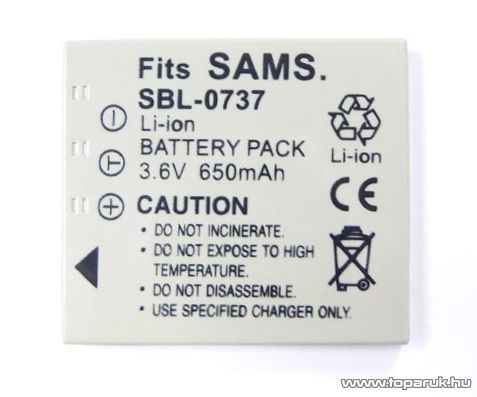 Fits SAMS.
SBL-0737
Li-ion
BATTERY PACK
3.6V 650mAh
Li-ion
CAUTION
• DO NOT INCINERATE.
• DO NOT EXPOSE TO HIGH
TEMPERATURE.
• DO NOT DISASSEMBLE.
• USE SPECIFIED CHARGER ONLY.
T
CE
www.toparuk.hu